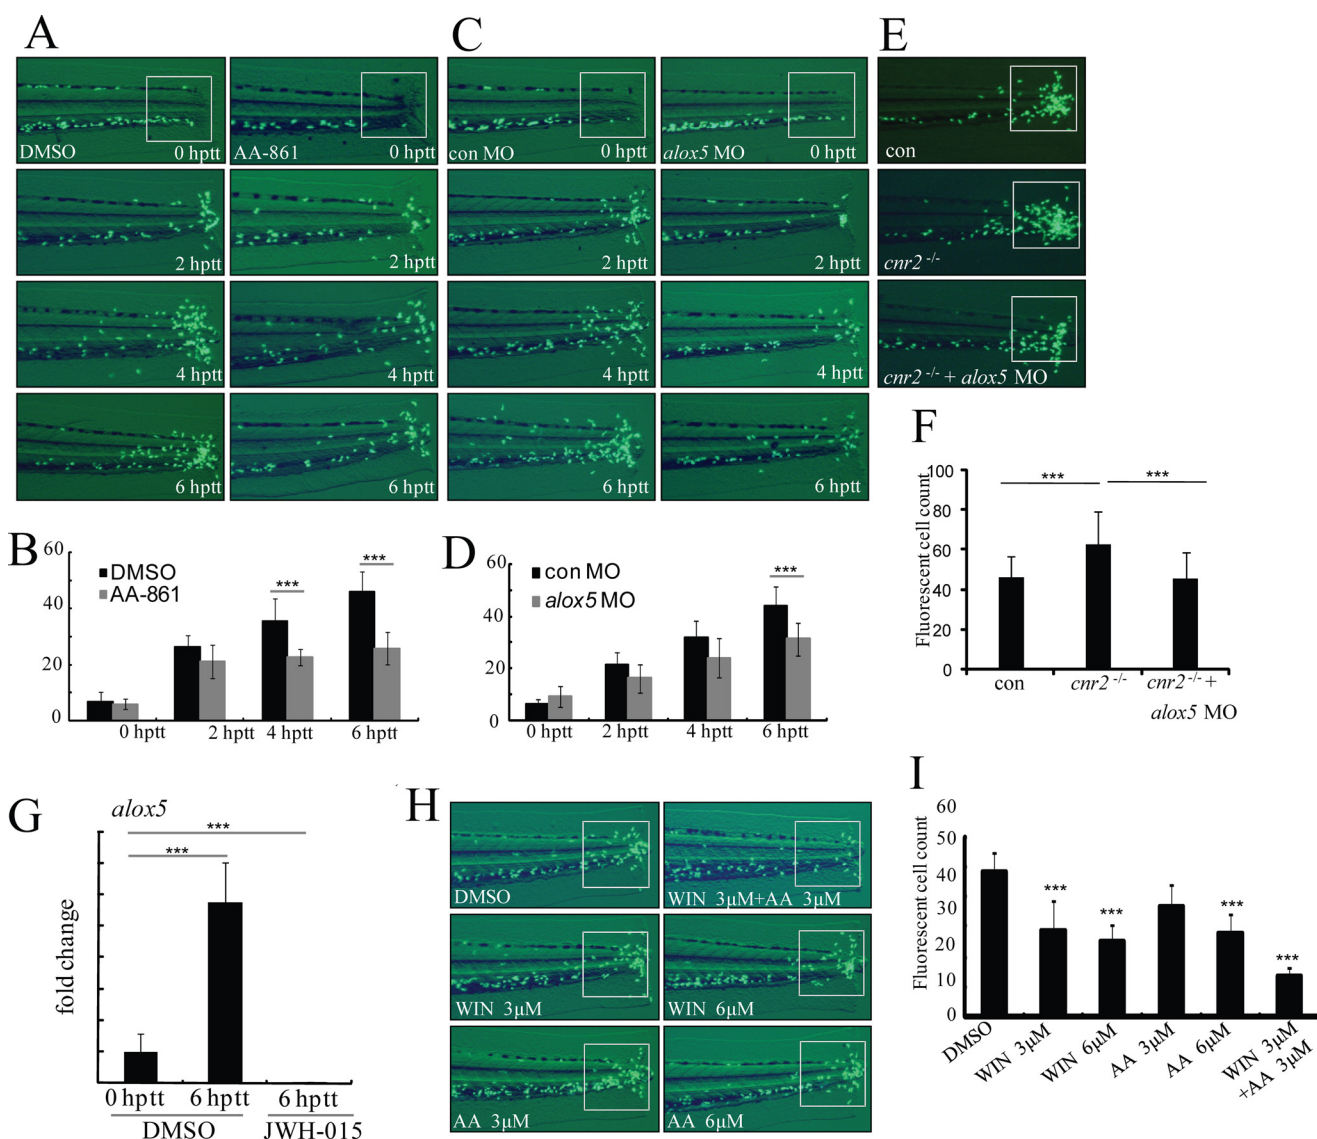 A
C
E
DMSO
0 hptt
AA-861
0 hptt
con MO
0 hptt
alox5 MO
0 hptt
con
2 hptt
2 hptt
2 hptt
2 hptt
cnr2 -/-
4 hptt
4 hptt
4 hptt
4 hptt
cnr2 -/- + alox5 MO
6 hptt
6 hptt
6 hptt
6 hptt
B
60
40
20
0
DMSO
AA-861
***
***
0 hptt
2 hptt
4 hptt
6 hptt
D
60
40
20
0
con MO
alox5 MO
***
0 hptt
2 hptt
4 hptt
6 hptt
F
Fluorescent cell count
100
80
60
40
20
0
***
***
con
cnr2 -/-
cnr2 -/- +
alox5 MO
G
alox5
***
***
fold change
0 hptt
6 hptt
6 hptt
DMSO
JWH-015
H
DMSO
WIN 3µM+AA 3µM
WIN 3µM
WIN 6µM
AA 3µM
AA 6µM
I
Fluorescent cell count
60
50
40
30
20
10
0
***
***
***
***
DMSO
WIN 3µM
WIN 6µM
AA 3µM
AA 6µM
WIN 3µM
+AA 3µM